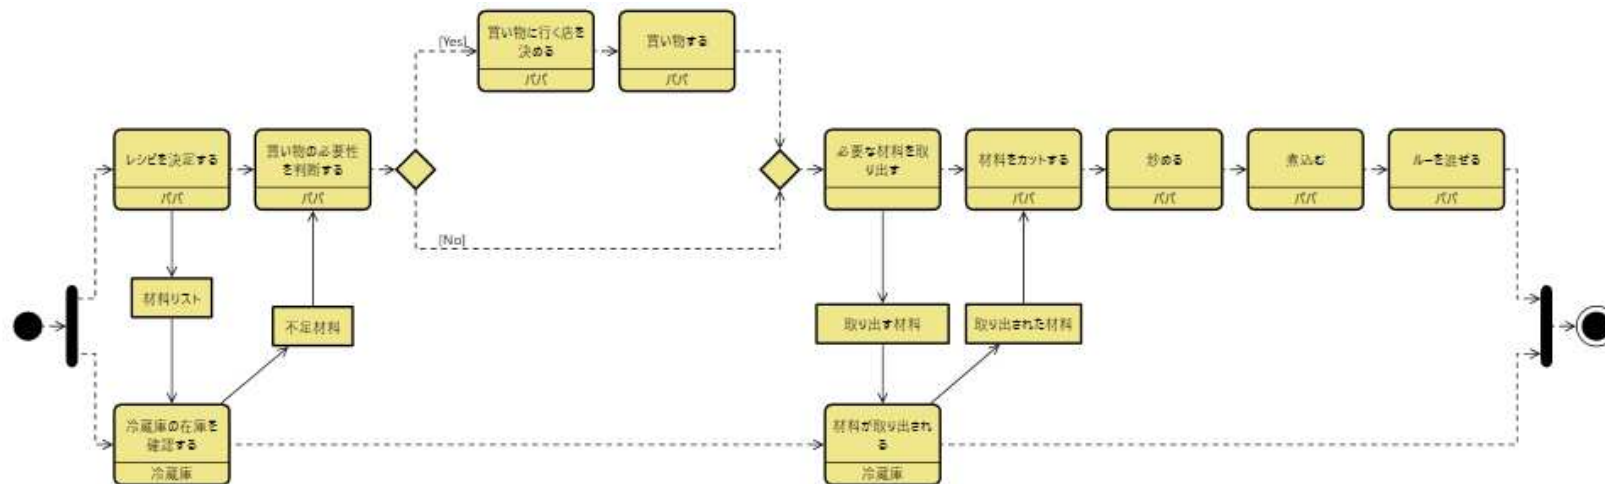 買い物に行く店を
決める
パパ
買い物する
パパ
[Yes]
レシピを決定する
パパ
買い物の必要性
を判断する
パパ
必要な材料を取
り出す
パパ
材料をカットする
パパ
炒める
パパ
煮込む
パパ
ルーを混ぜる
パパ
[No]
材料リスト
不足材料
取り出す材料
取り出された材料
冷蔵庫の在庫を
確認する
冷蔵庫
材料が取り出され
る
冷蔵庫